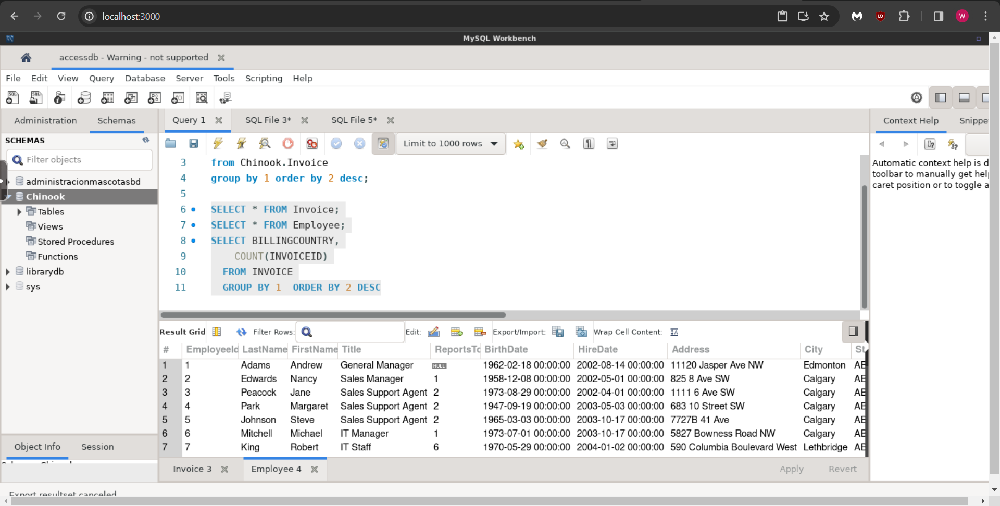 localhost:3000
W
MySQL Workbench
accessdb - Warning - not supported
File Edit View Query Database Server Tools Scripting Help
Administration Schemas
Query 1 SQL File 3* SQL File 5*
Context Help Snippet
SCHEMAS
Limit to 1000 rows
Filter objects
administracionmascotasbd
Chinook
Tables
Views
Stored Procedures
Functions
librarydb
sys
3 from Chinook.Invoice
4 group by 1 order by 2 desc;
5
6 SELECT * FROM Invoice;
7 SELECT * FROM Employee;
8 SELECT BILLINGCOUNTRY,
9 COUNT(INVOICEID)
10 FROM INVOICE
11 GROUP BY 1 ORDER BY 2 DESC
Automatic context help is d
toolbar to manually get hel
caret position or to toggle a
Result Grid Filter Rows: Edit: Export/Import: Wrap Cell Content:
# EmployeeId LastName FirstName Title ReportsTo BirthDate HireDate Address City St
1 1 Adams Andrew General Manager NULL 1962-02-18 00:00:00 2002-08-14 00:00:00 11120 Jasper Ave NW Edmonton AB
2 2 Edwards Nancy Sales Manager 1 1958-12-08 00:00:00 2002-05-01 00:00:00 825 8 Ave SW Calgary AB
3 3 Peacock Jane Sales Support Agent 2 1973-08-29 00:00:00 2002-04-01 00:00:00 1111 6 Ave SW Calgary AB
4 4 Park Margaret Sales Support Agent 2 1947-09-19 00:00:00 2003-05-03 00:00:00 683 10 Street SW Calgary AB
5 5 Johnson Steve Sales Support Agent 2 1965-03-03 00:00:00 2003-10-17 00:00:00 7727B 41 Ave Calgary AB
6 6 Mitchell Michael IT Manager 1 1973-07-01 00:00:00 2003-10-17 00:00:00 5827 Bowness Road NW Calgary AB
7 7 King Robert IT Staff 6 1970-05-29 00:00:00 2004-01-02 00:00:00 590 Columbia Boulevard West Lethbridge AB
Object Info Session
Invoice 3 Employee 4 Apply Revert
Export resultset canceled